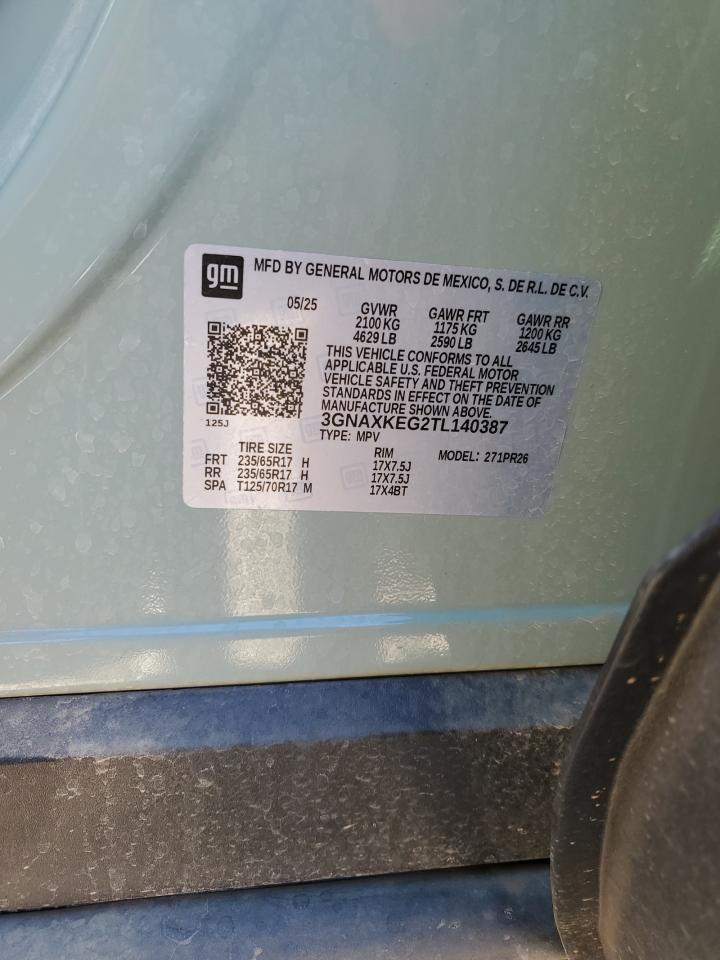 gm MFD BY GENERAL MOTORS DE MEXICO, S. DE R.L. DE C.V.
05/25 GVWR GAWR FRT GAWR RR
2100 KG 1175 KG 1200 KG
4629 LB 2590 LB 2645 LB
THIS VEHICLE CONFORMS TO ALL
APPLICABLE U.S. FEDERAL MOTOR
VEHICLE SAFETY AND THEFT PREVENTION
STANDARDS IN EFFECT ON THE DATE OF
MANUFACTURE SHOWN ABOVE.
125J 3GNAXKEG2TL140387
TYPE: MPV
TIRE SIZE RIM MODEL: 271PR26
FRT 235/65R17 H 17X7.5J
RR 235/65R17 H 17X7.5J
SPA T125/70R17 M 17X4BT